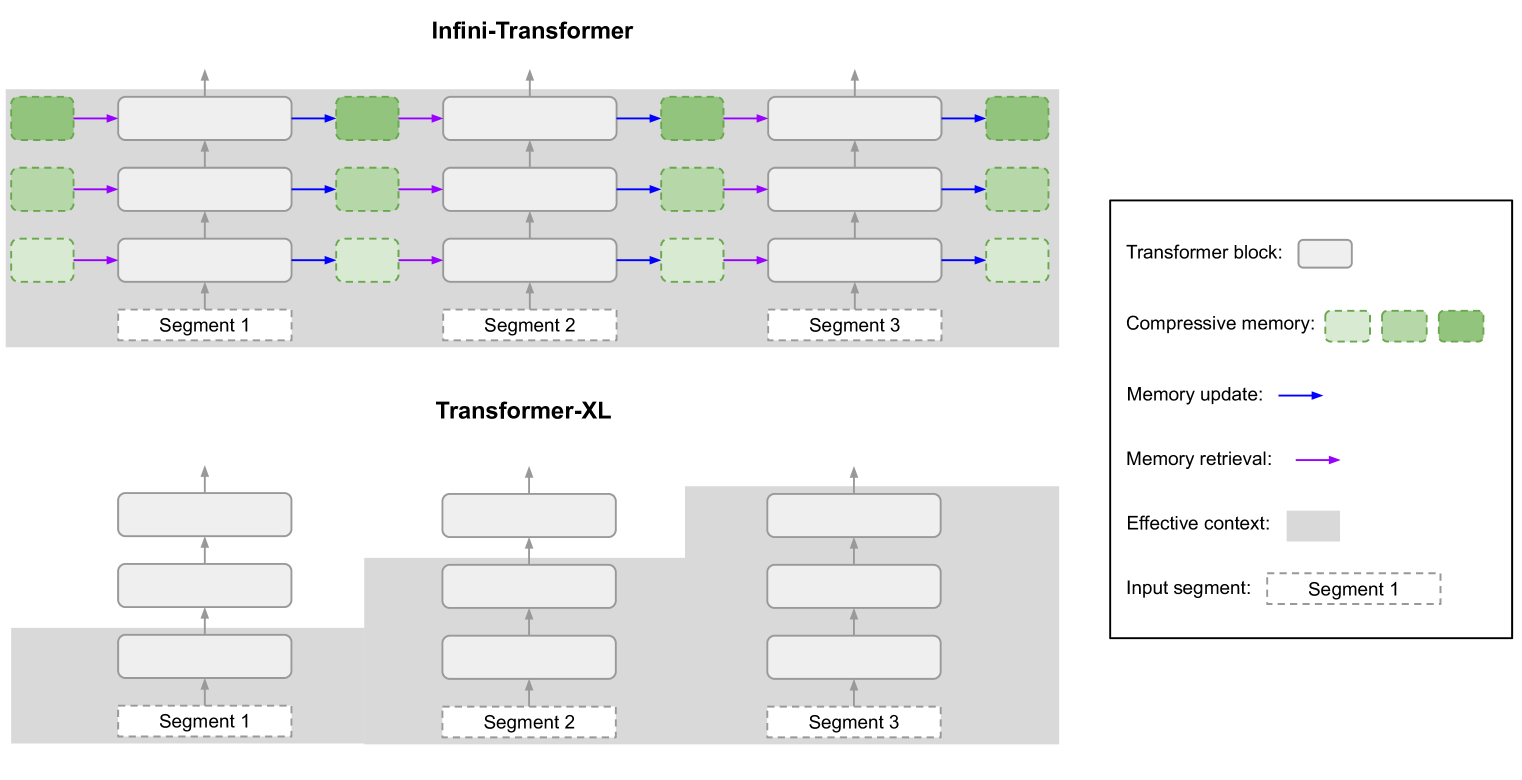 Infini-Transformer
Segment 1
Segment 2
Segment 3
Transformer-XL
Segment 1
Segment 2
Segment 3
Transformer block:
Compressive memory:
Memory update:
Memory retrieval:
Effective context:
Input segment: Segment 1